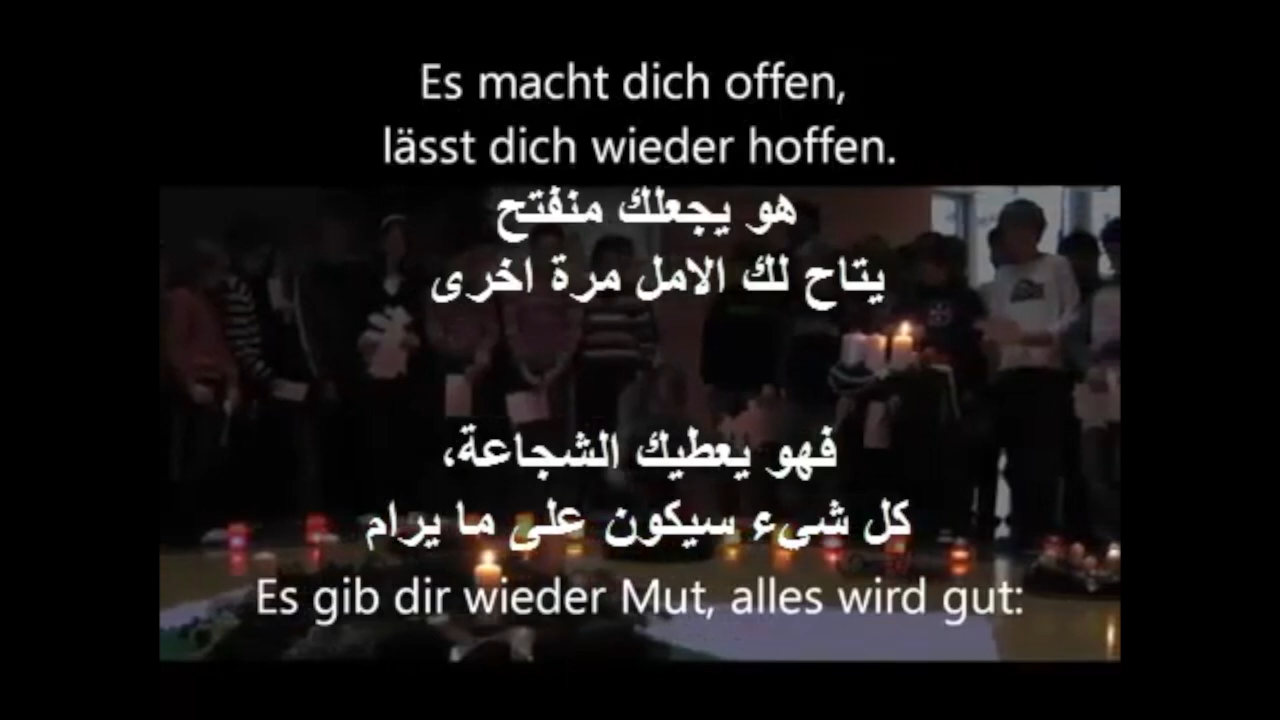 Es macht dich offen,
lässt dich wieder hoffen.
هو يجعلك منفتح
يتاح لك الامل مرة اخرى
فهو يعطيك الشجاعة،
كل شيء سيكون على ما يرام
Es gib dir wieder Mut, alles wird gut: